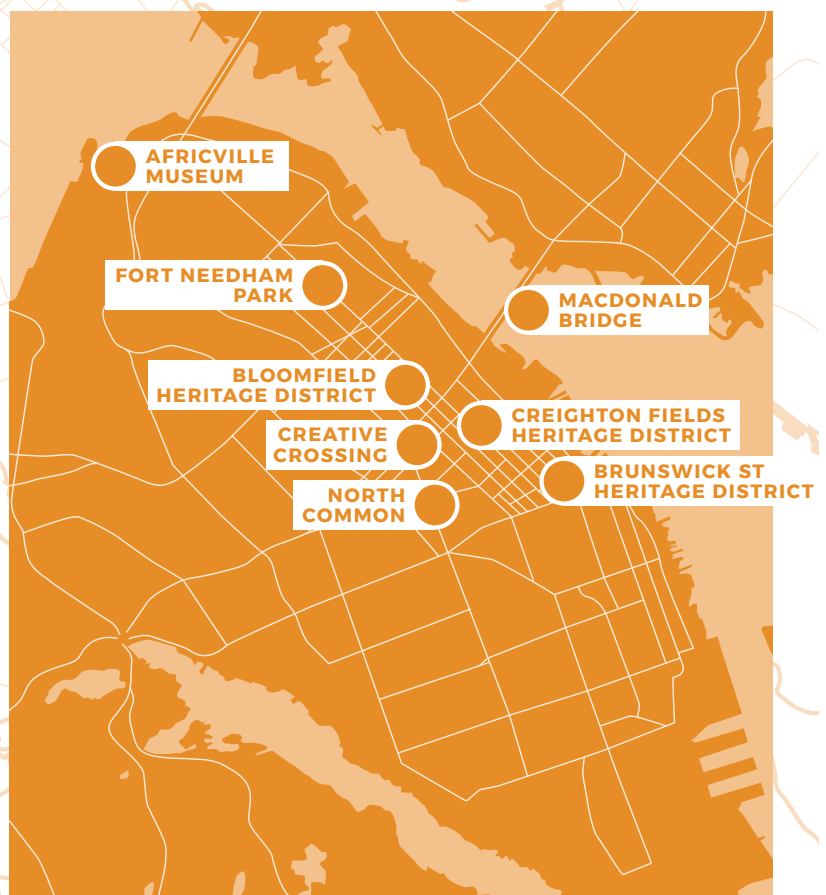 AFRICVILLE
MUSEUM
FORT NEEDHAM
PARK
MACDONALD
BRIDGE
BLOOMFIELD
HERITAGE DISTRICT
CREIGHTON FIELDS
HERITAGE DISTRICT
CREATIVE
CROSSING
BRUNSWICK ST
HERITAGE DISTRICT
NORTH
COMMON